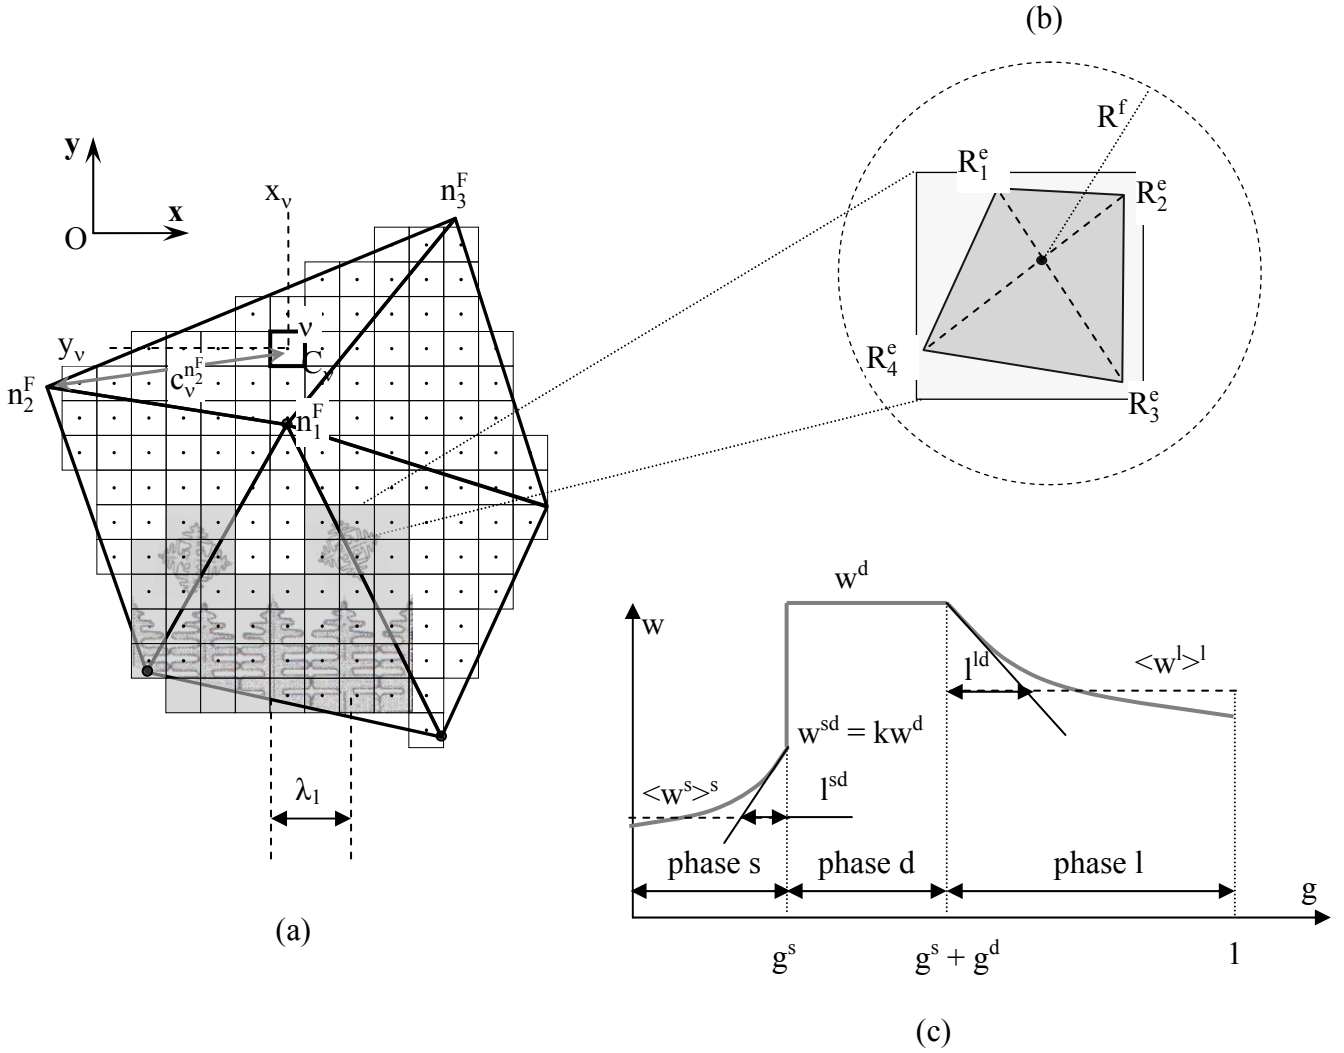 (b)
R^f
y
x
O
x_ν
n_3^F
R_1^e
R_2^e
ν
y_ν
C_ν
c_ν^{n_2^F}
n_2^F
n_1^F
R_4^e
R_3^e
w^d
w
l^{ld}
<w^l>^l
w^{sd} = kw^d
<w^s>^s
l^{sd}
λ_1
phase s
phase d
phase l
g
(a)
g^s
g^s + g^d
1
(c)